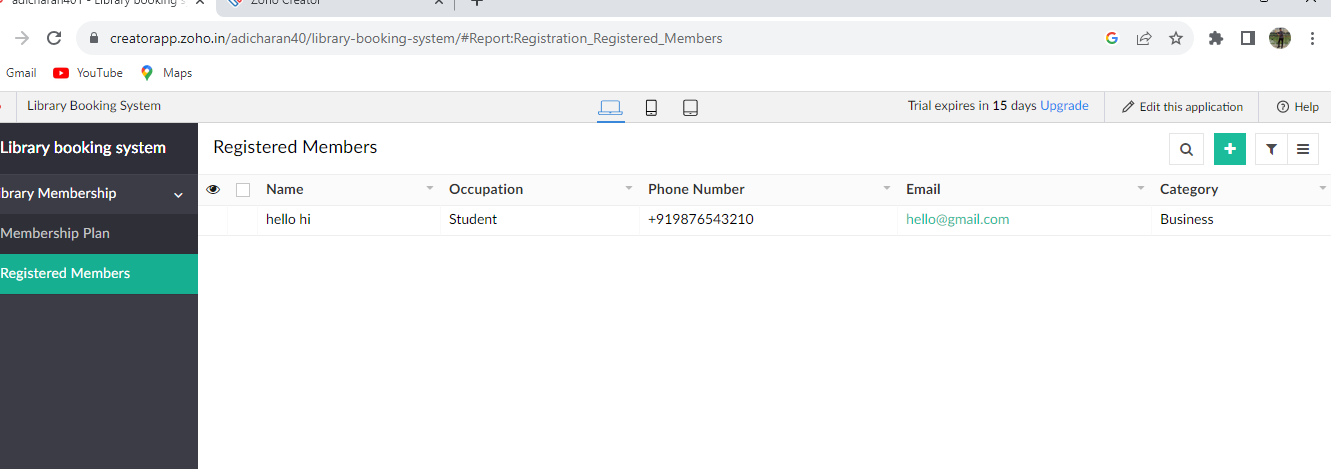 Library booking s
Zoho Creator
creatorapp.zoho.in/adicharan40/library-booking-system/#Report:Registration_Registered_Members
Gmail YouTube Maps
Library Booking System Trial expires in 15 days Upgrade Edit this application Help
Library booking system
Registered Members
brary Membership
Name Occupation Phone Number Email Category
hello hi Student +919876543210 hello@gmail.com Business
Membership Plan
Registered Members